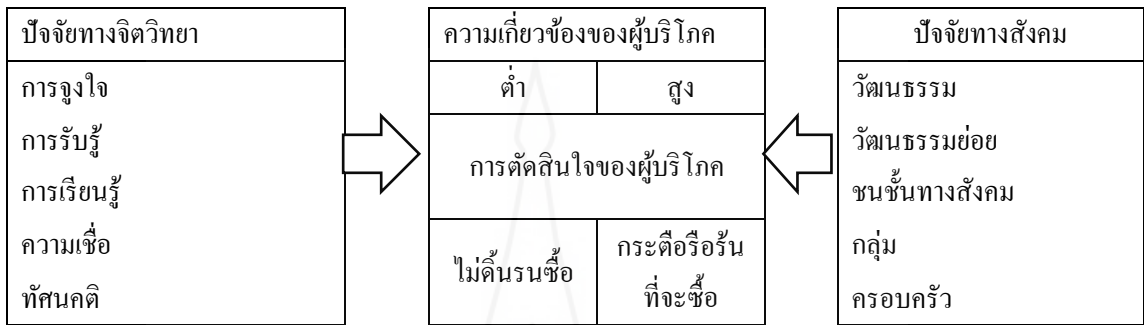 ปัจจัยทางจิตวิทยา
การจูงใจ
การรับรู้
การเรียนรู้
ความเชื่อ
ทัศนคติ
ความเกี่ยวข้องของผู้บริโภค
ต่ำ
สูง
การตัดสินใจของผู้บริโภค
ไม่ดิ้นรนซื้อ
กระตือรือร้น
ที่จะซื้อ
ปัจจัยทางสังคม
วัฒนธรรม
วัฒนธรรมย่อย
ชนชั้นทางสังคม
กลุ่ม
ครอบครัว